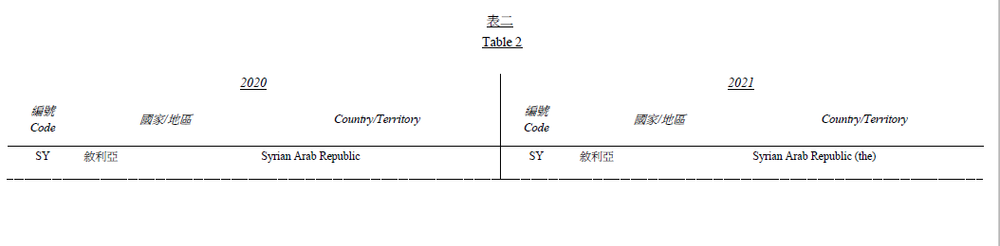 表二
Table 2
2020 2021
編號 國家/地區 Country/Territory 編號 國家/地區 Country/Territory
Code Code
SY 敘利亞 Syrian Arab Republic SY 敘利亞 Syrian Arab Republic (the)